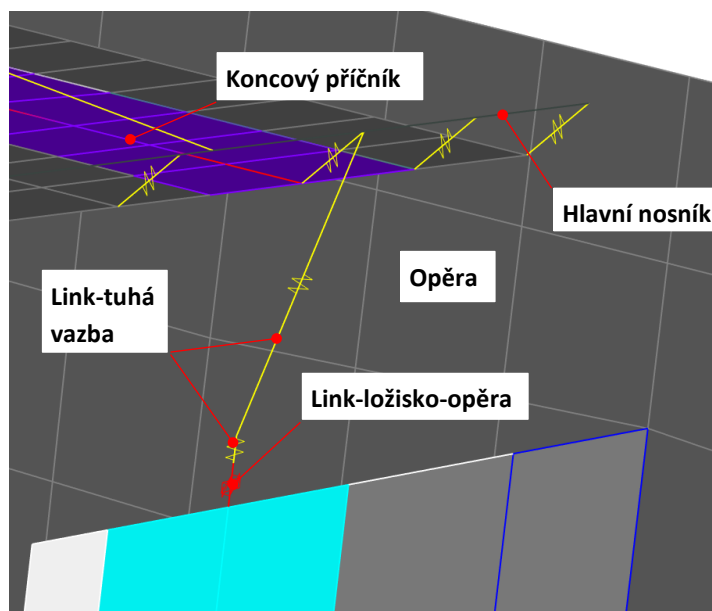 Koncový příčník
Hlavní nosník
Opěra
Link-tuhá
vazba
Link-ložisko-opěra